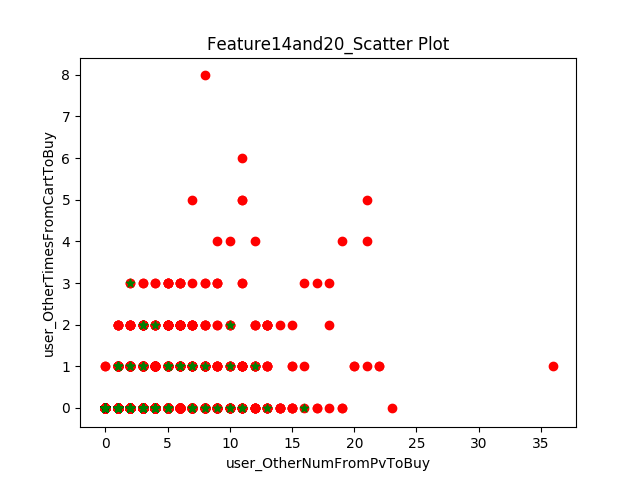 Feature14and20_Scatter Plot
user_OtherTimesFromCartToBuy
8
7
6
5
4
3
2
1
0
0 5 10 15 20 25 30 35
user_OtherNumFromPvToBuy